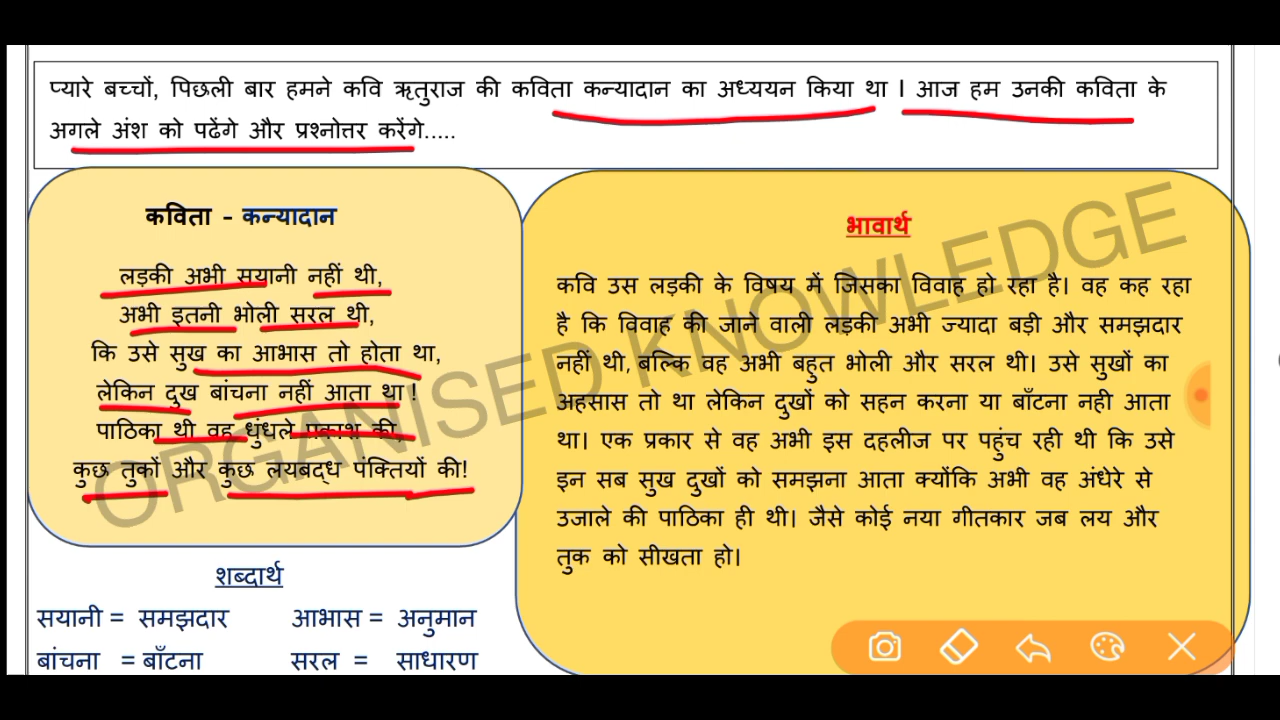 प्यारे बच्चों, पिछली बार हमने कवि ऋतुराज की कविता कन्यादान का अध्ययन किया था I आज हम उनकी कविता के
अगले अंश को पढेंगे और प्रश्नोत्तर करेंगे.....
कविता - कन्यादान
लड़की अभी सयानी नहीं थी,
अभी इतनी भोली सरल थी,
कि उसे सुख का आभास तो होता था,
लेकिन दुख बांचना नहीं आता था!
पाठिका थी वह धुंधले प्रकाश की,
कुछ तुकों और कुछ लयबद्ध पंक्तियों की!
शब्दार्थ
सयानी = समझदार आभास = अनुमान
बांचना = बाँटना सरल = साधारण
भावार्थ
कवि उस लड़की के विषय में जिसका विवाह हो रहा है। वह कह रहा
है कि विवाह की जाने वाली लड़की अभी ज्यादा बड़ी और समझदार
नहीं थी, बल्कि वह अभी बहुत भोली और सरल थी। उसे सुखों का
अहसास तो था लेकिन दुखों को सहन करना या बाँटना नही आता
था। एक प्रकार से वह अभी इस दहलीज पर पहुंच रही थी कि उसे
इन सब सुख दुखों को समझना आता क्योंकि अभी वह अंधेरे से
उजाले की पाठिका ही थी। जैसे कोई नया गीतकार जब लय और
तुक को सीखता हो।
ORGANISED KNOWLEDGE